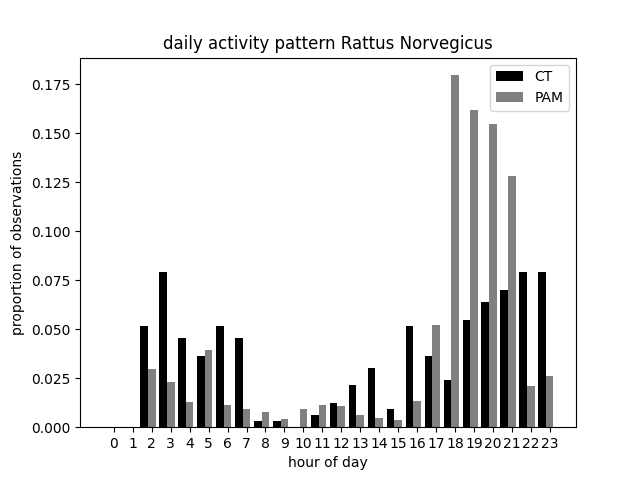 daily activity pattern Rattus Norvegicus
CT
PAM
0.175
0.150
0.125
0.100
0.075
0.050
0.025
0.000
proportion of observations
0 1 2 3 4 5 6 7 8 9 10 11 12 13 14 15 16 17 18 19 20 21 22 23
hour of day